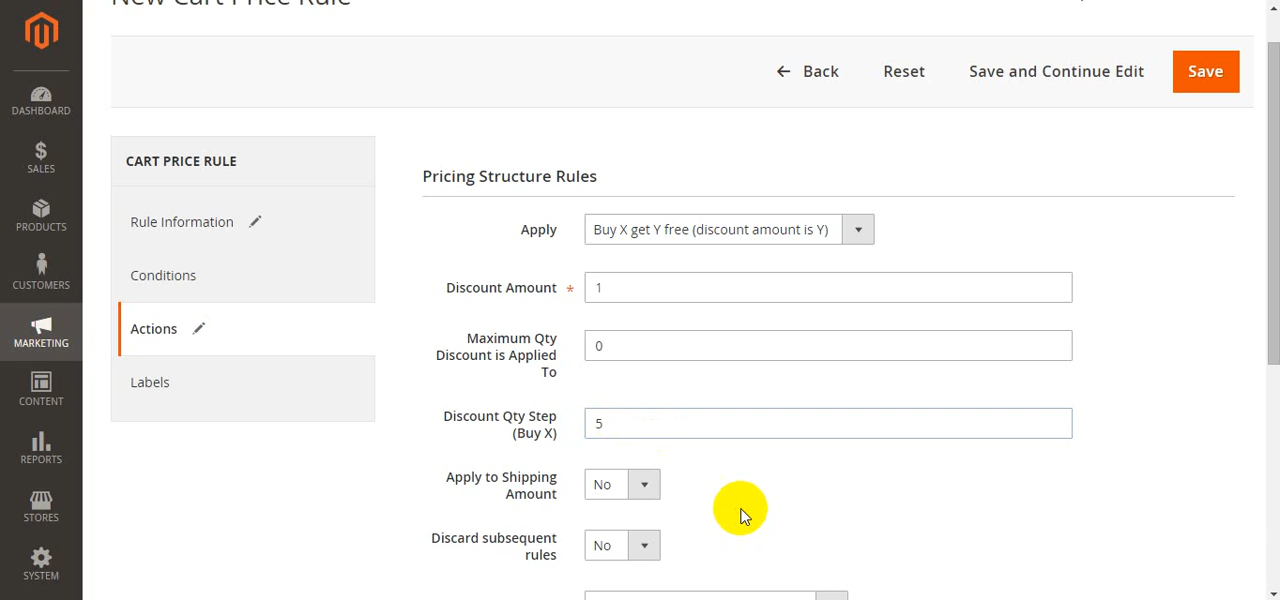 New Cart Price Rule
Back
Reset
Save and Continue Edit
Save
DASHBOARD
SALES
PRODUCTS
CUSTOMERS
MARKETING
CONTENT
REPORTS
STORES
SYSTEM
CART PRICE RULE
Rule Information
Conditions
Actions
Labels
Pricing Structure Rules
Apply
Buy X get Y free (discount amount is Y)
Discount Amount *
1
Maximum Qty
Discount is Applied
To
0
Discount Qty Step
(Buy X)
5
Apply to Shipping
Amount
No
Discard subsequent
rules
No